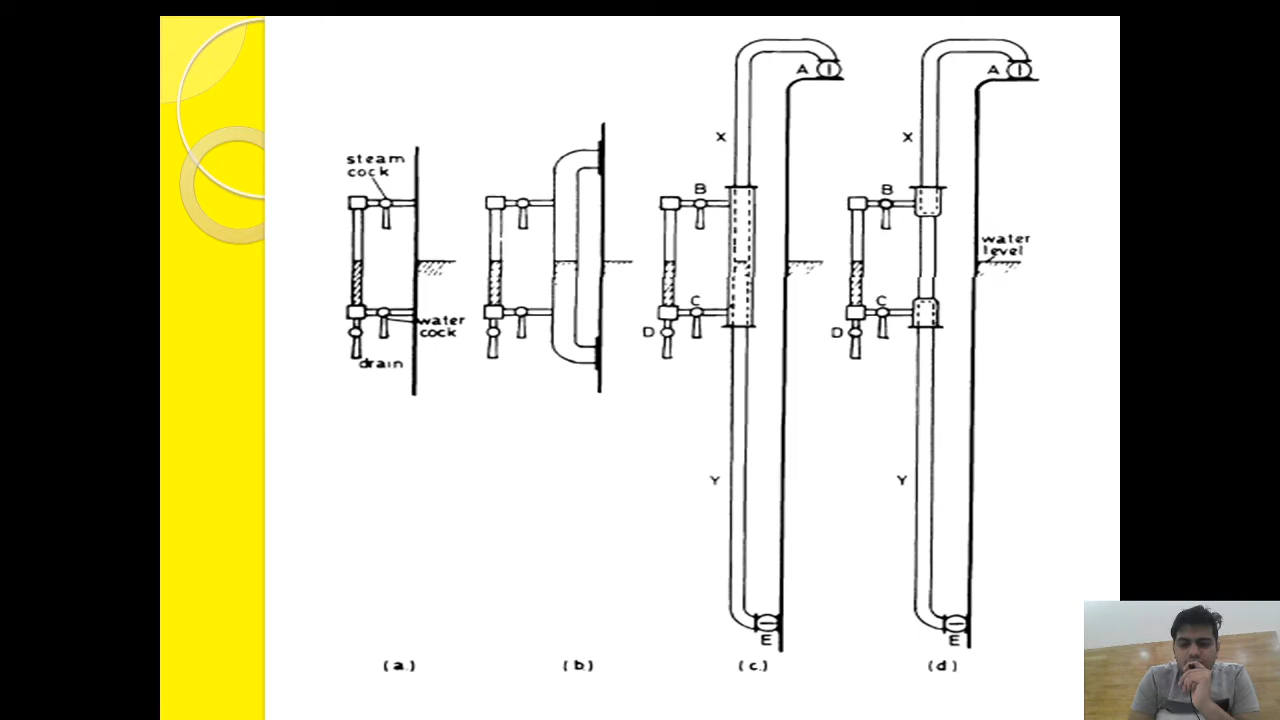 steam
cock
water
cock
drain
(a.)
(b)
A
X
B
C
D
Y
E
(c.)
A
X
B
water
level
C
D
Y
E
(d)